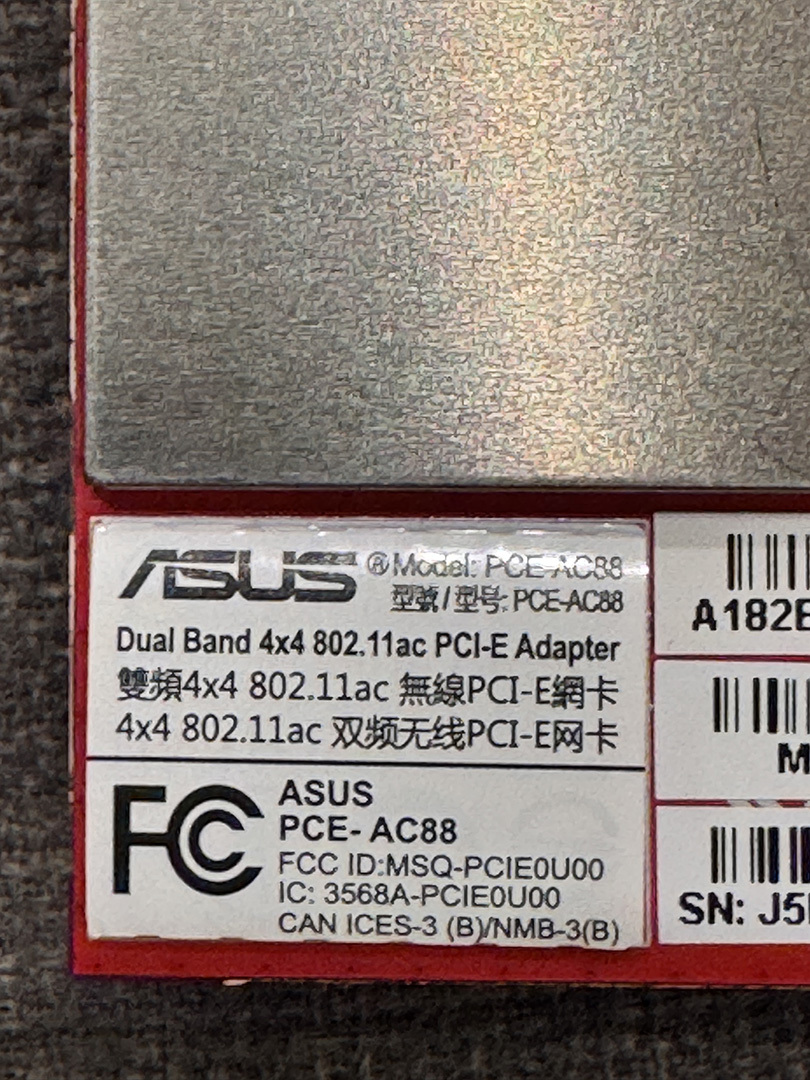 ASUS ®Model: PCE-AC88
型號/型号: PCE-AC88
Dual Band 4x4 802.11ac PCI-E Adapter
雙頻4x4 802.11ac 無線PCI-E網卡
4x4 802.11ac 双频无线PCI-E网卡
FC ASUS
PCE- AC88
FCC ID:MSQ-PCIE0U00
IC: 3568A-PCIE0U00
CAN ICES-3 (B)/NMB-3(B)
A182
M
SN: J5